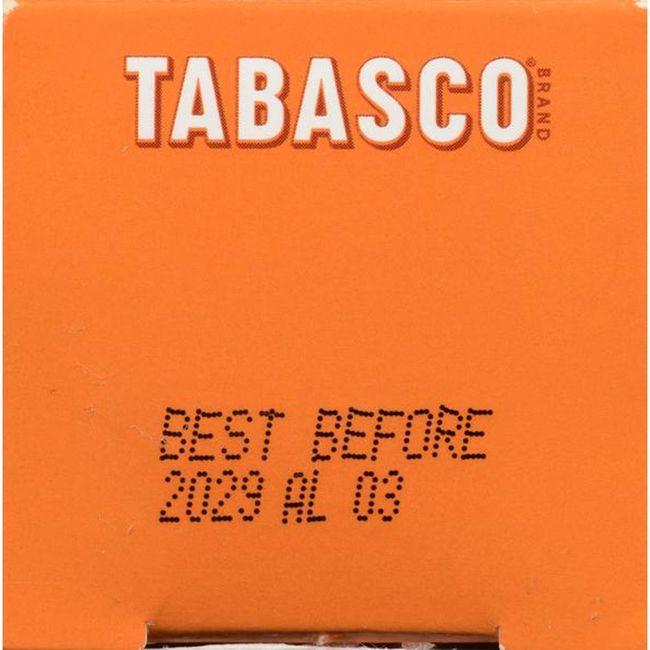 TABASCO® BRAND
BEST BEFORE
2029 AL 03